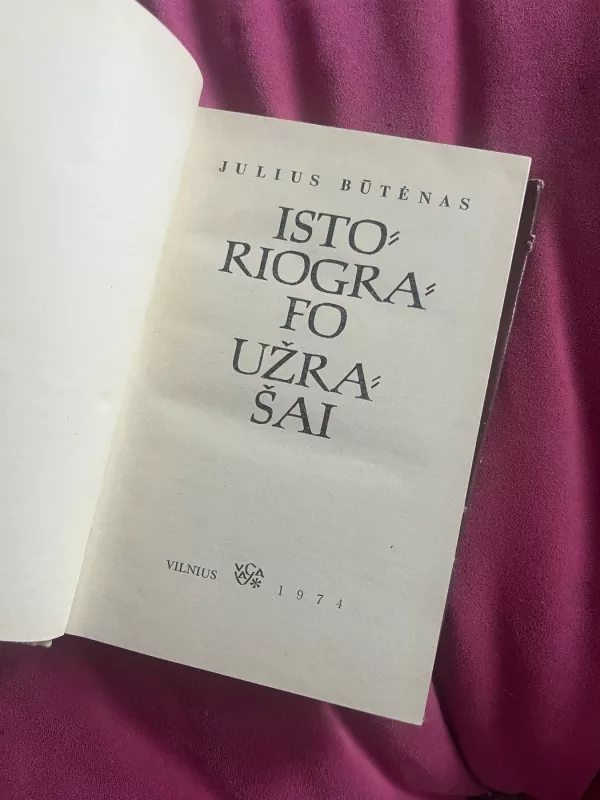 JULIUS BŪTĖNAS
ISTO-
RIOGRA-
FO
UŽRA-
ŠAI
VILNIUS 1974